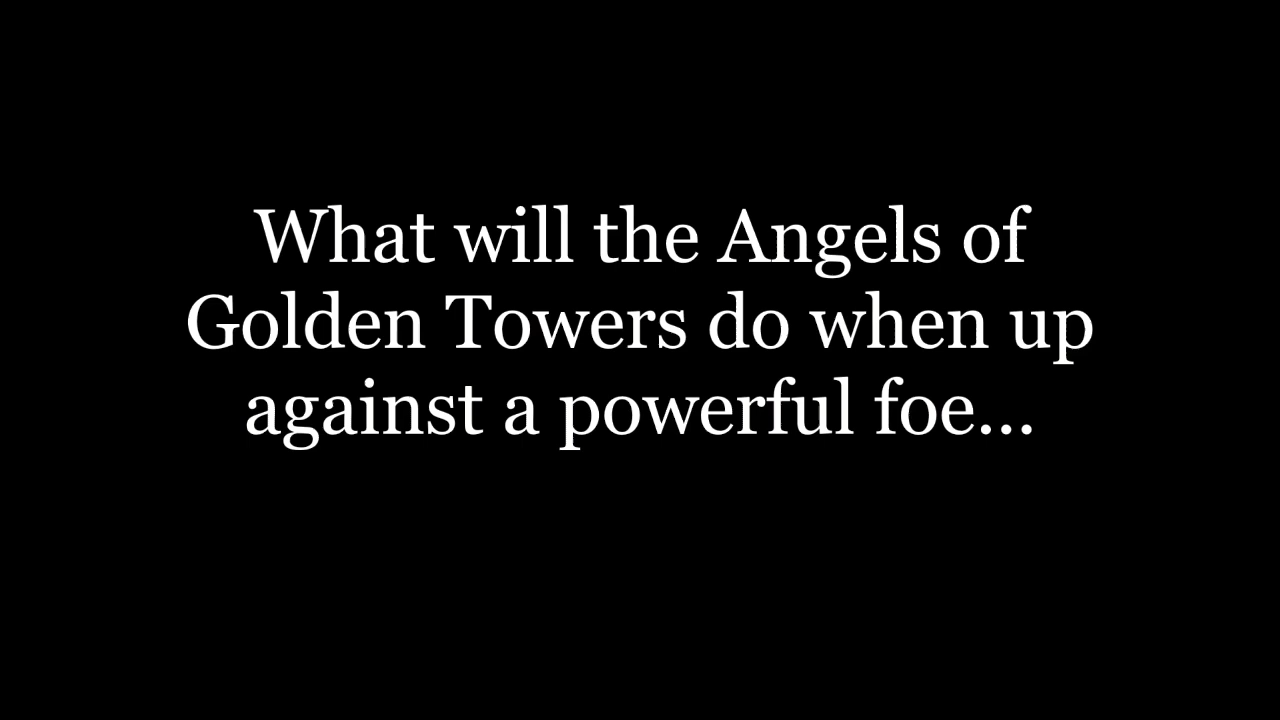 What will the Angels of
Golden Towers do when up
against a powerful foe...